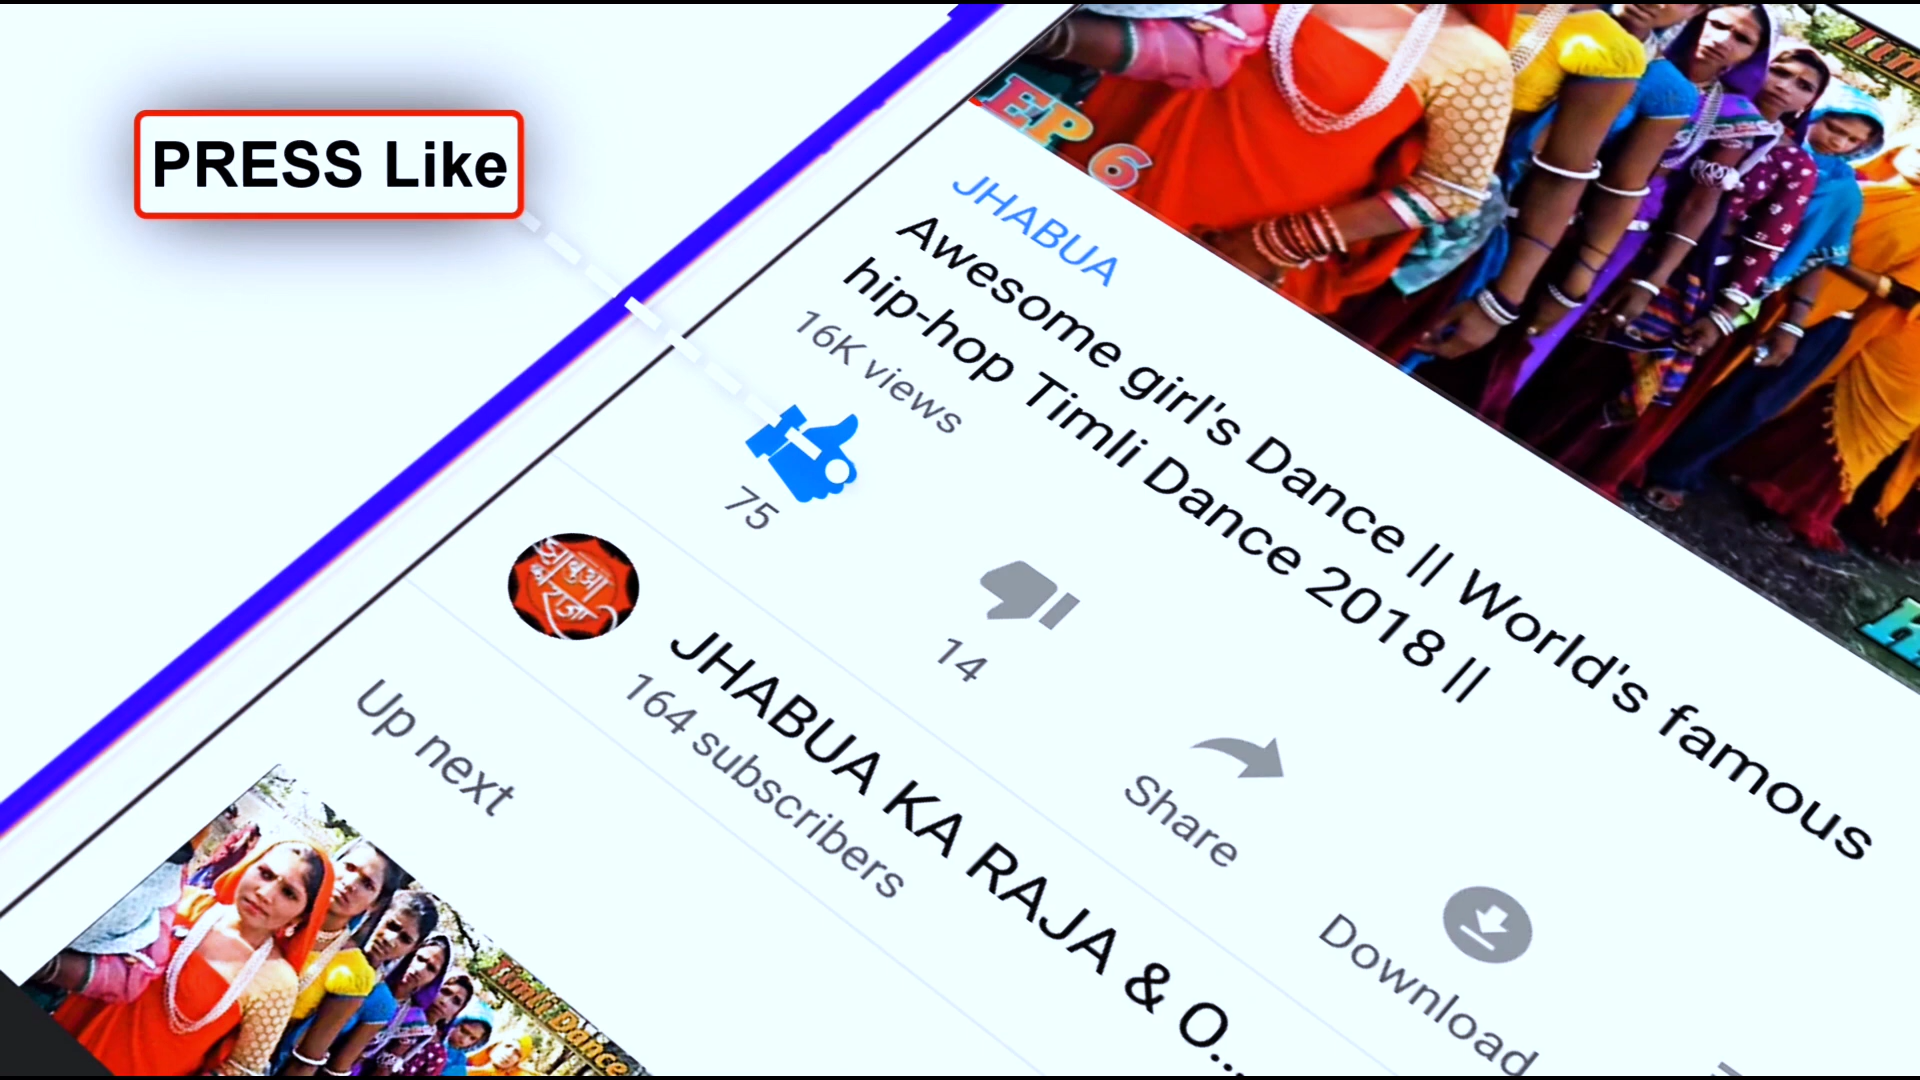 PRESS Like
EP 6
JHABUA
Awesome girl's Dance || World's famous
hip-hop Timli Dance 2018 ||
16K views
75
14
Share
Download
झाबुआ
का
राजा
JHABUA KA RAJA & O...
164 subscribers
Up next
Timli Dance